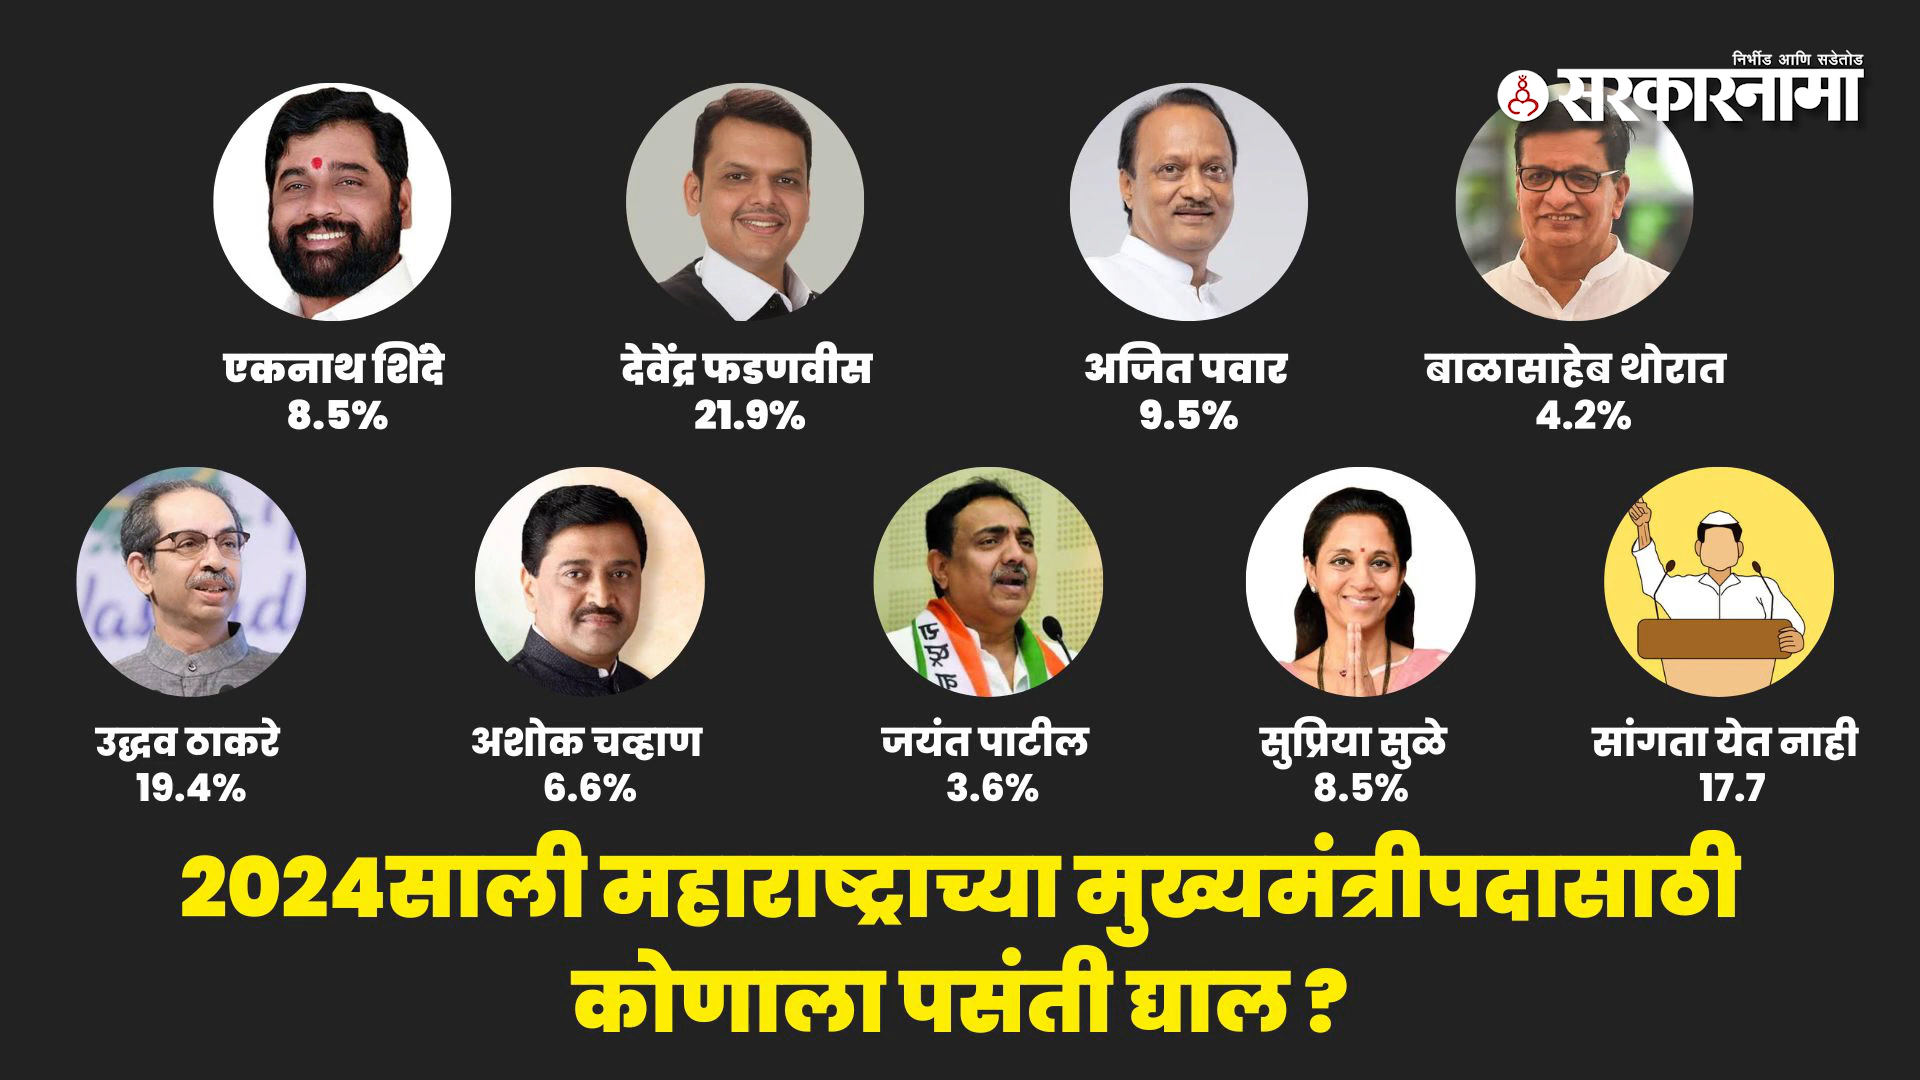 निर्भीड आणि सडेतोड
सरकारनामा
एकनाथ शिंदे
8.5%
देवेंद्र फडणवीस
21.9%
अजित पवार
9.5%
बाळासाहेब थोरात
4.2%
उद्धव ठाकरे
19.4%
अशोक चव्हाण
6.6%
जयंत पाटील
3.6%
सुप्रिया सुळे
8.5%
सांगता येत नाही
17.7
2024साली महाराष्ट्राच्या मुख्यमंत्रीपदासाठी
कोणाला पसंती द्याल ?